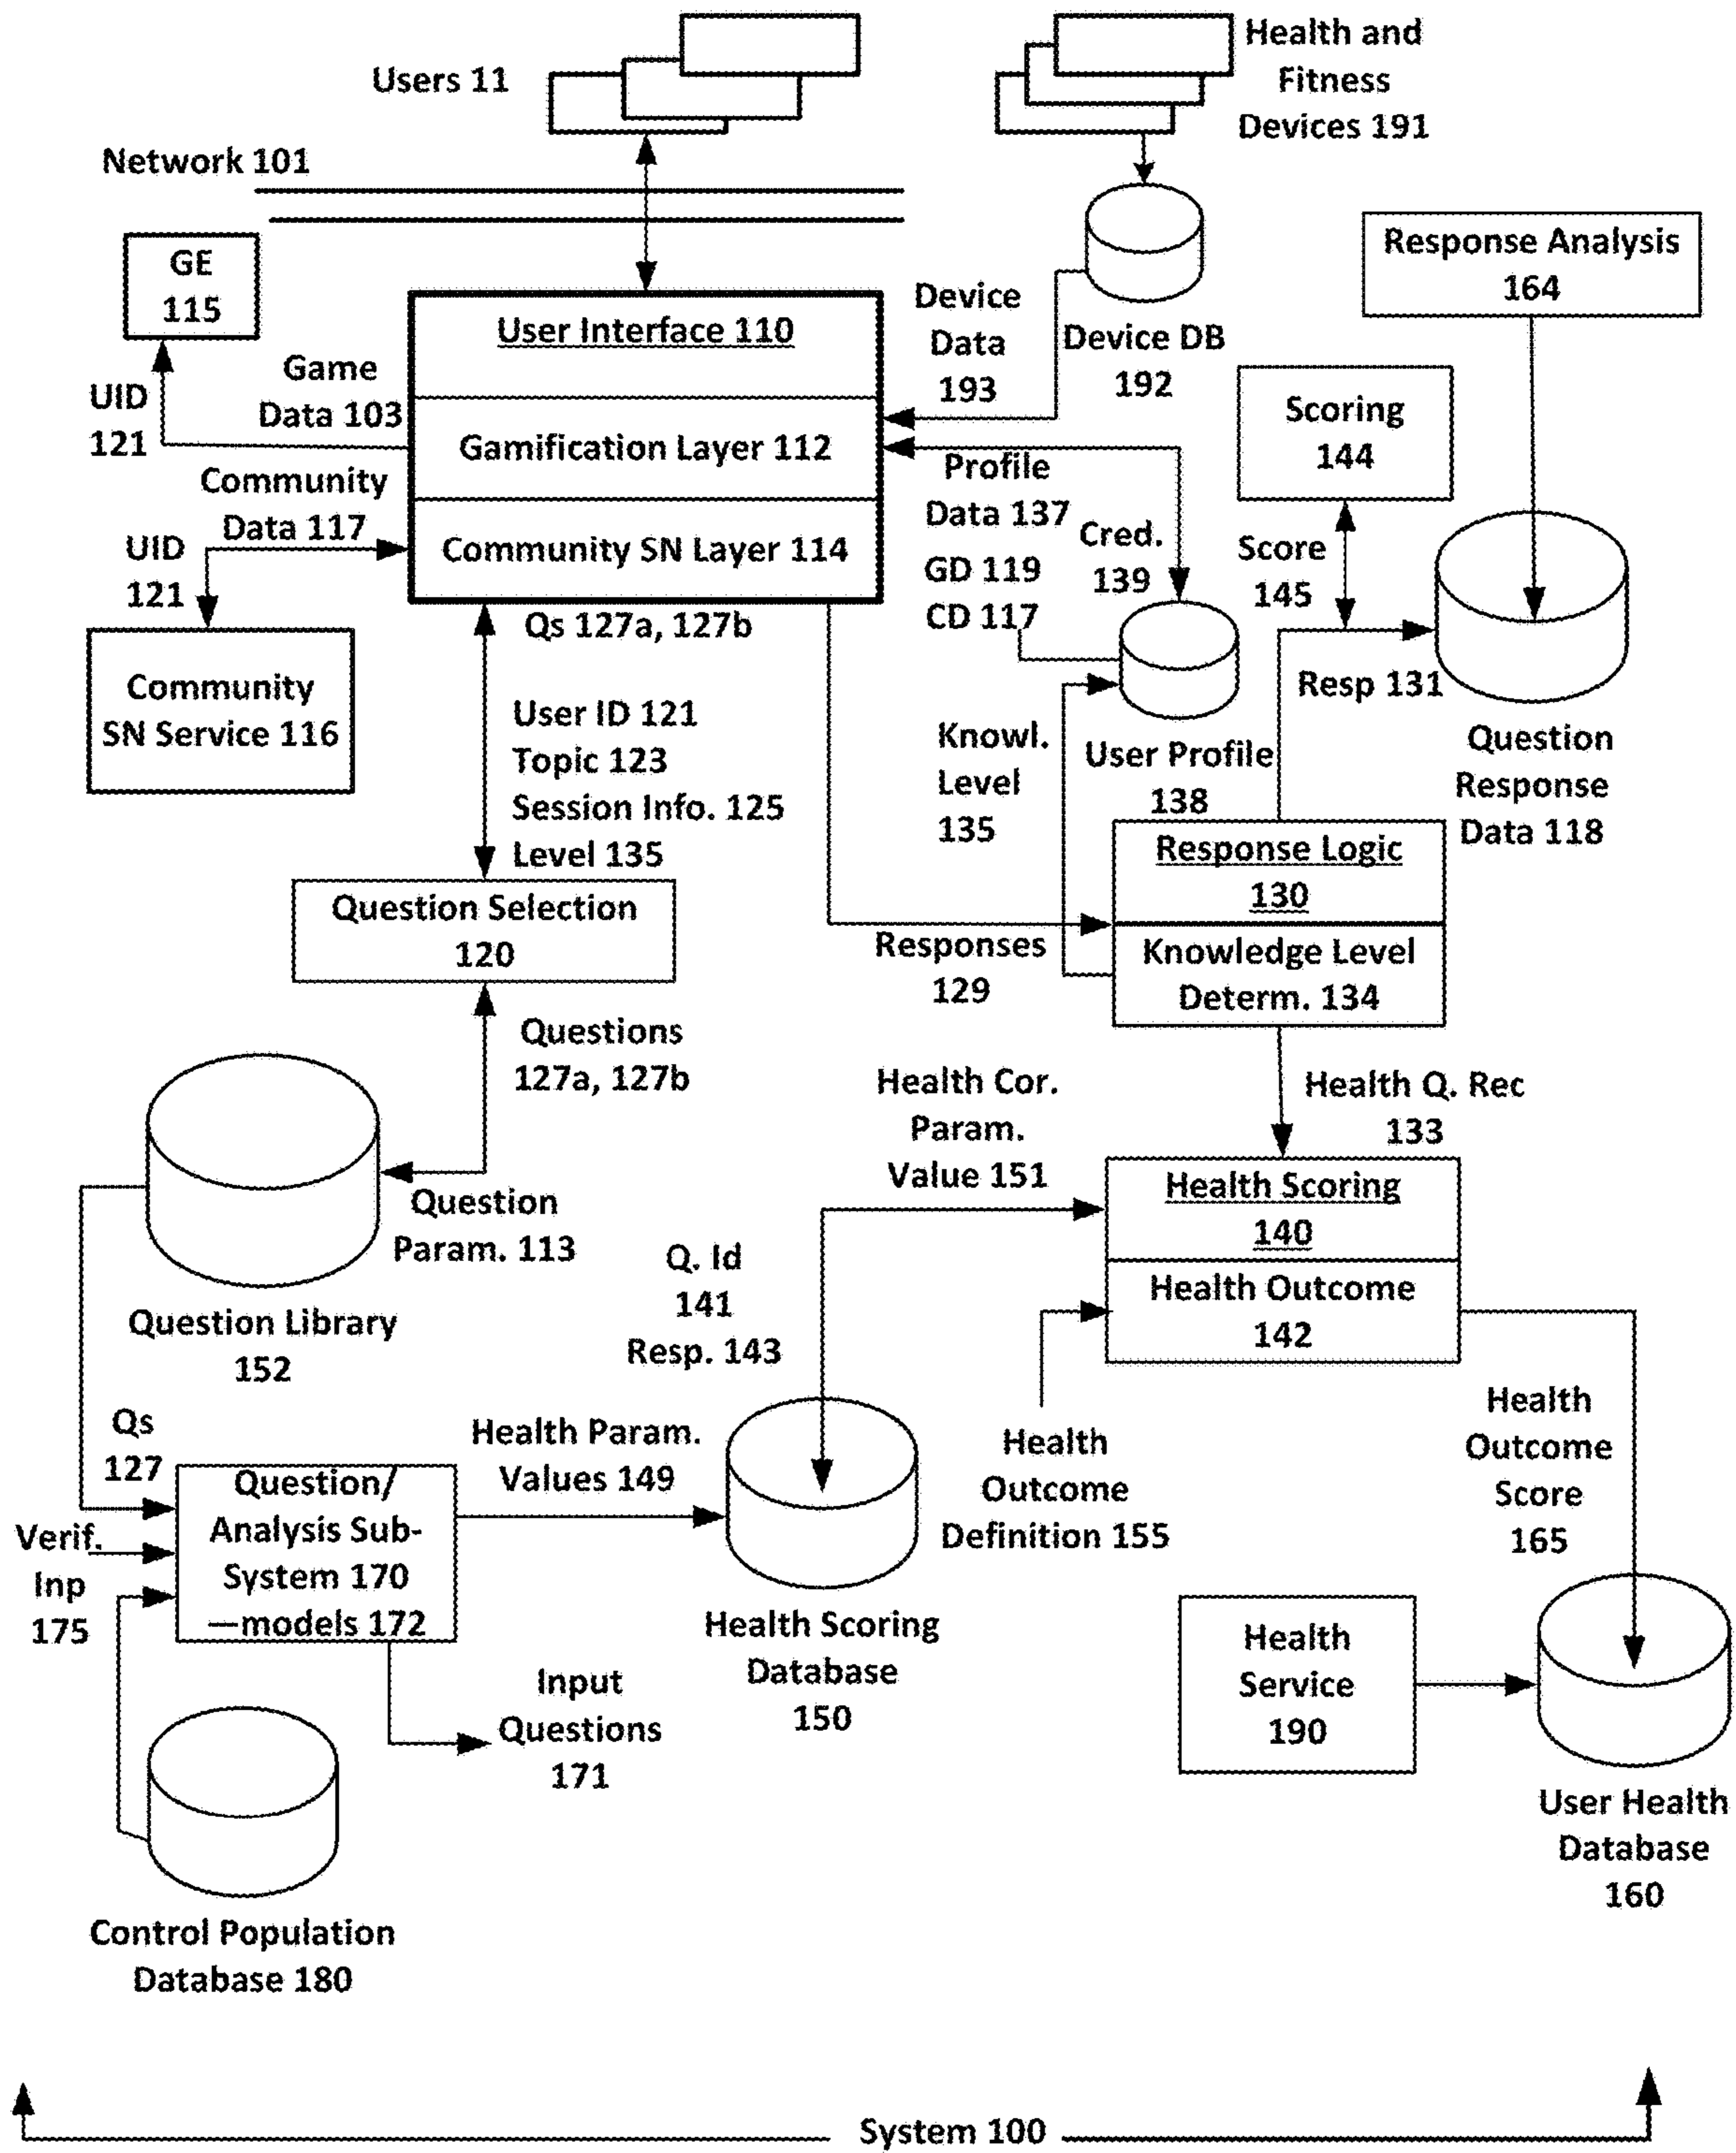 Users 11
Health and
Fitness
Devices 191
Network 101
GE
115
UID
121
Game
Data 103
User Interface 110
Gamification Layer 112
Community SN Layer 114
Device
Data
193
Device DB
192
Response Analysis
164
Scoring
144
Score
145
Resp 131
Question
Response
Data 118
Community
Data 117
UID
121
Community
SN Service 116
Profile
Data 137
GD 119
CD 117
Cred.
139
User Profile
138
Knowl.
Level
135
Qs 127a, 127b
User ID 121
Topic 123
Session Info. 125
Level 135
Question Selection
120
Responses
129
Response Logic
130
Knowledge Level
Determ. 134
Questions
127a, 127b
Question
Param. 113
Question Library
152
Health Cor.
Param.
Value 151
Health Q. Rec
133
Health Scoring
140
Health Outcome
142
Q. Id
141
Resp. 143
Health
Outcome
Definition 155
Health
Outcome
Score
165
Qs
127
Verif.
Inp
175
Question/
Analysis Sub-
System 170
—models 172
Health Param.
Values 149
Health Scoring
Database
150
Input
Questions
171
Health
Service
190
User Health
Database
160
Control Population
Database 180
System 100